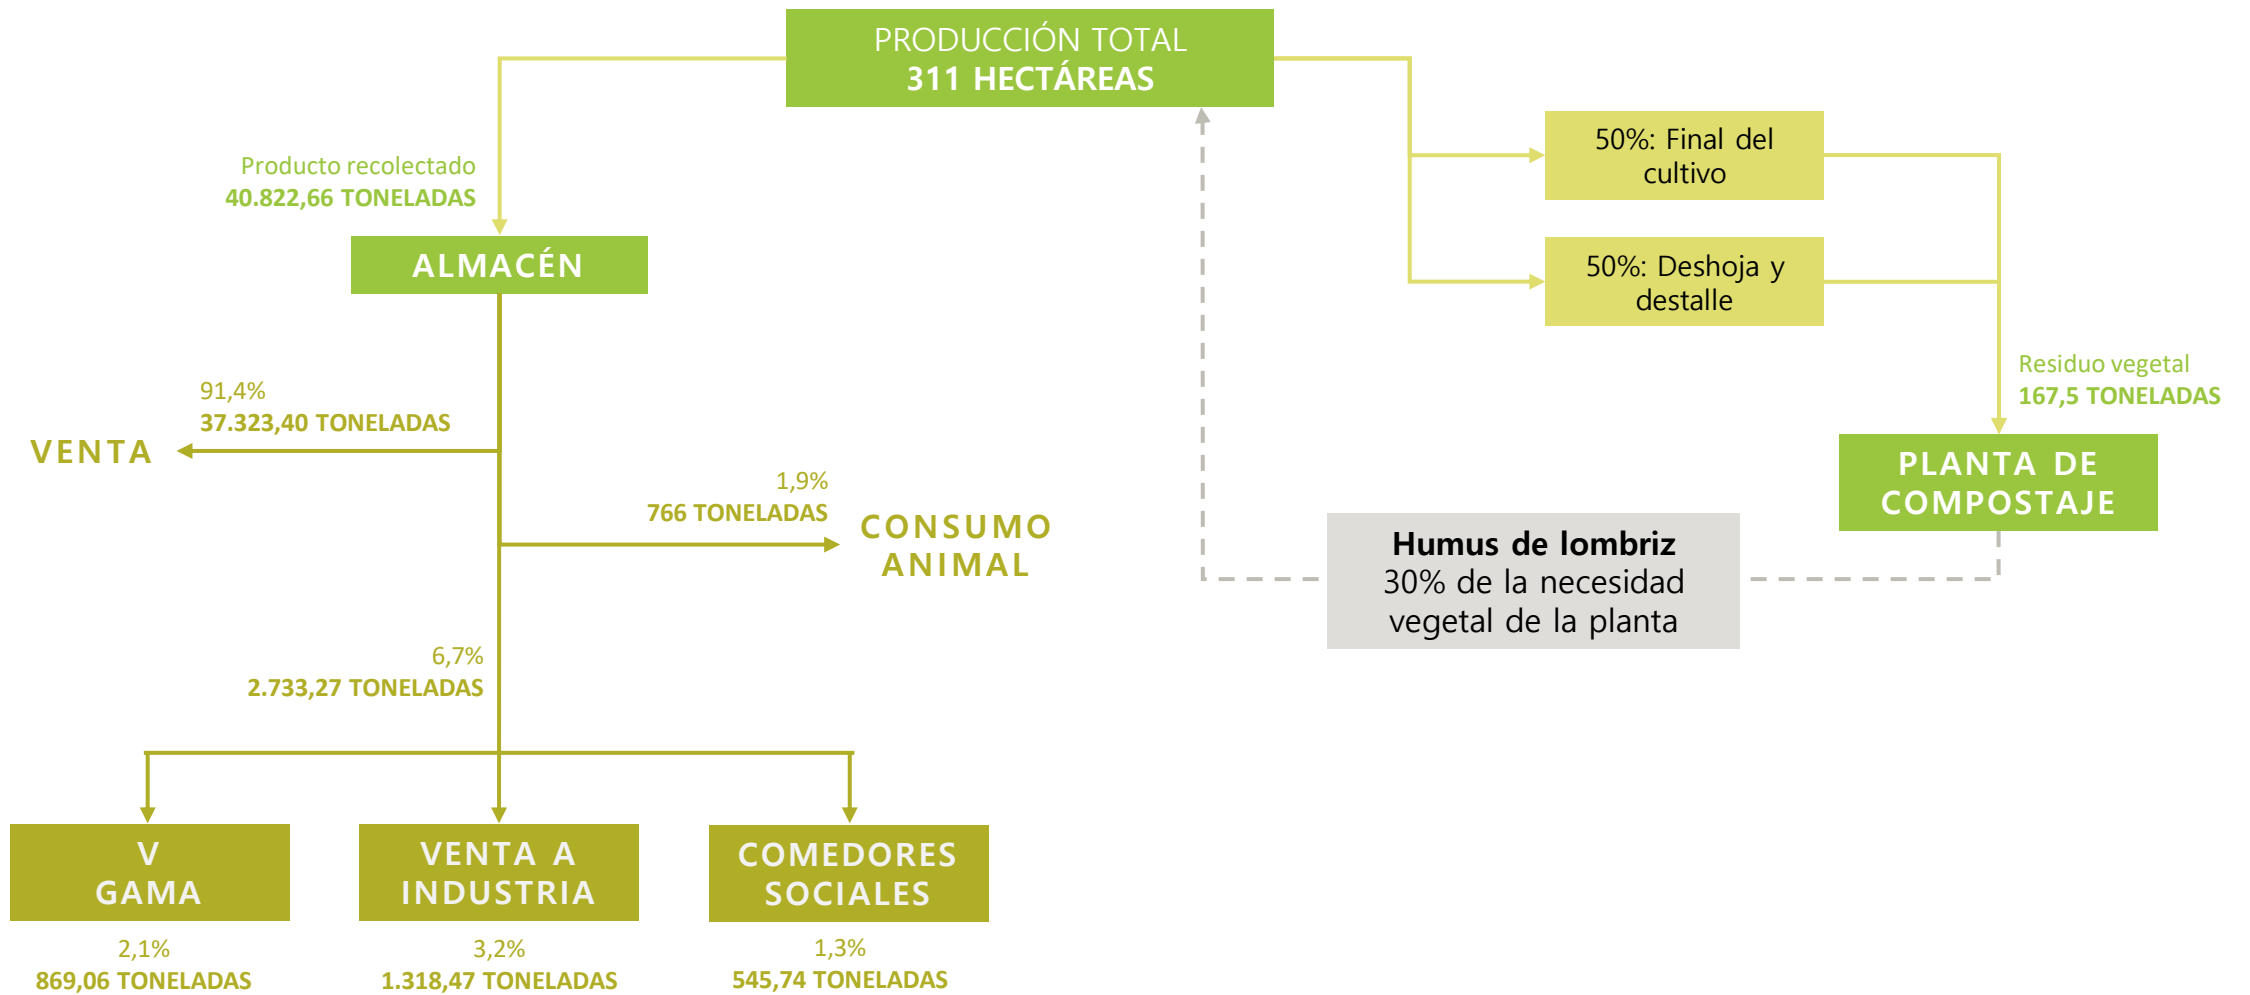 PRODUCCIÓN TOTAL
311 HECTÁREAS
Producto recolectado
40.822,66 TONELADAS
ALMACÉN
91,4%
37.323,40 TONELADAS
VENTA
1,9%
766 TONELADAS
CONSUMO
ANIMAL
6,7%
2.733,27 TONELADAS
V
GAMA
2,1%
869,06 TONELADAS
VENTA A
INDUSTRIA
3,2%
1.318,47 TONELADAS
COMEDORES
SOCIALES
1,3%
545,74 TONELADAS
50%: Final del
cultivo
50%: Deshoja y
destalle
Residuo vegetal
167,5 TONELADAS
PLANTA DE
COMPOSTAJE
Humus de lombriz
30% de la necesidad
vegetal de la planta